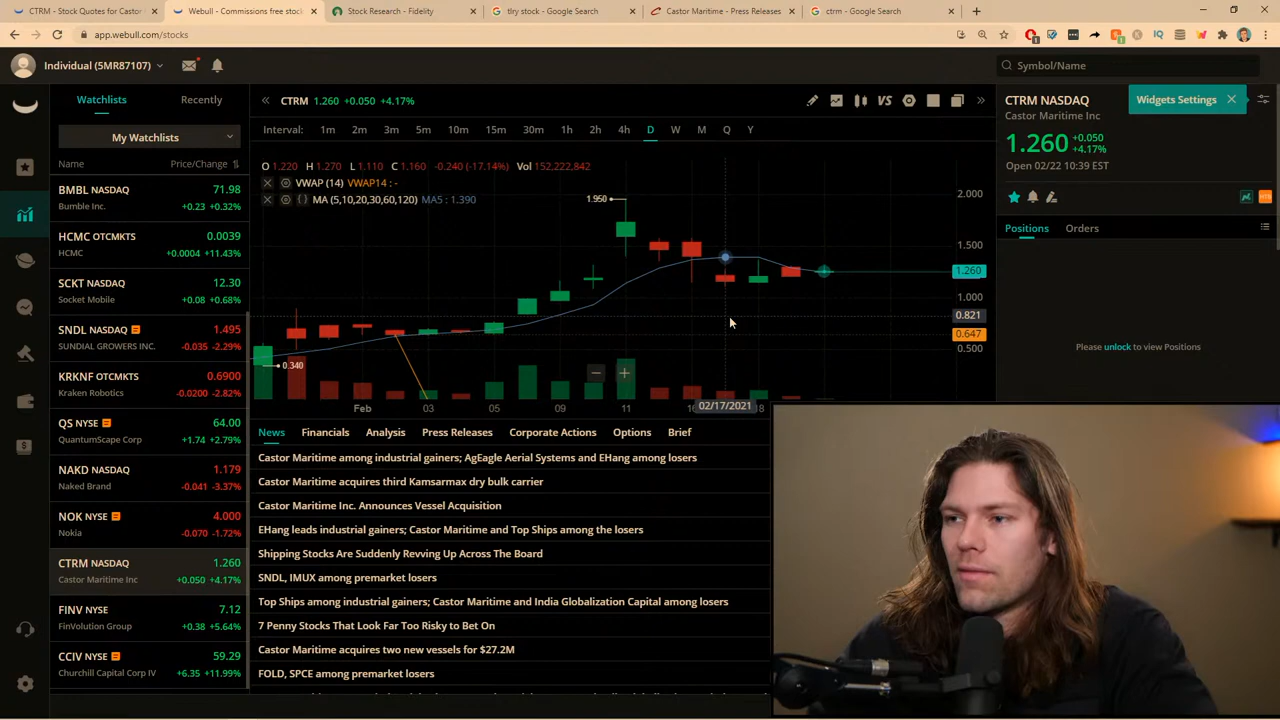 CTRM - Stock Quotes for Castor
Webull - Commissions free stoc
Stock Research - Fidelity
tlry stock - Google Search
Castor Maritime - Press Releases
ctrm - Google Search
app.webull.com/stocks
Individual (5MR87107)
Symbol/Name
Watchlists Recently
My Watchlists
Name Price/Change
BMBL NASDAQ 71.98
Bumble Inc. +0.23 +0.32%
HCMC OTCMKTS 0.0039
HCMC +0.0004 +11.43%
SCKT NASDAQ 12.30
Socket Mobile +0.08 +0.68%
SNDL NASDAQ 1.495
SUNDIAL GROWERS INC. -0.035 -2.29%
KRKNF OTCMKTS 0.6900
Kraken Robotics -0.0200 -2.82%
QS NYSE 64.00
QuantumScape Corp +1.74 +2.79%
NAKD NASDAQ 1.179
Naked Brand -0.041 -3.37%
NOK NYSE 4.000
Nokia -0.070 -1.72%
CTRM NASDAQ 1.260
Castor Maritime Inc +0.050 +4.17%
FINV NYSE 7.12
FinVolution Group +0.38 +5.64%
CCIV NYSE 59.29
Churchill Capital Corp IV +6.35 +11.99%
CTRM 1.260 +0.050 +4.17%
VS
Interval: 1m 2m 3m 5m 10m 15m 30m 1h 2h 4h D W M Q Y
O 1.220 H 1.270 L 1.110 C 1.160 -0.240 (-17.14%) Vol 152,222,842
VWAP (14) VWAP14 : -
MA (5,10,20,30,60,120) MA5 : 1.390
1.950
0.340
2.000
1.500
1.260
1.000
0.821
0.647
0.500
Feb 03 05 09 11 02/17/2021
News Financials Analysis Press Releases Corporate Actions Options Brief
Castor Maritime among industrial gainers; AgEagle Aerial Systems and EHang among losers
Castor Maritime acquires third Kamsarmax dry bulk carrier
Castor Maritime Inc. Announces Vessel Acquisition
EHang leads industrial gainers; Castor Maritime and Top Ships among the losers
Shipping Stocks Are Suddenly Revving Up Across The Board
SNDL, IMUX among premarket losers
Top Ships among industrial gainers; Castor Maritime and India Globalization Capital among losers
7 Penny Stocks That Look Far Too Risky to Bet On
Castor Maritime acquires two new vessels for $27.2M
FOLD, SPCE among premarket losers
CTRM NASDAQ
Widgets Settings
Castor Maritime Inc
1.260 +0.050
+4.17%
Open 02/22 10:39 EST
Positions Orders
Please unlock to view Positions